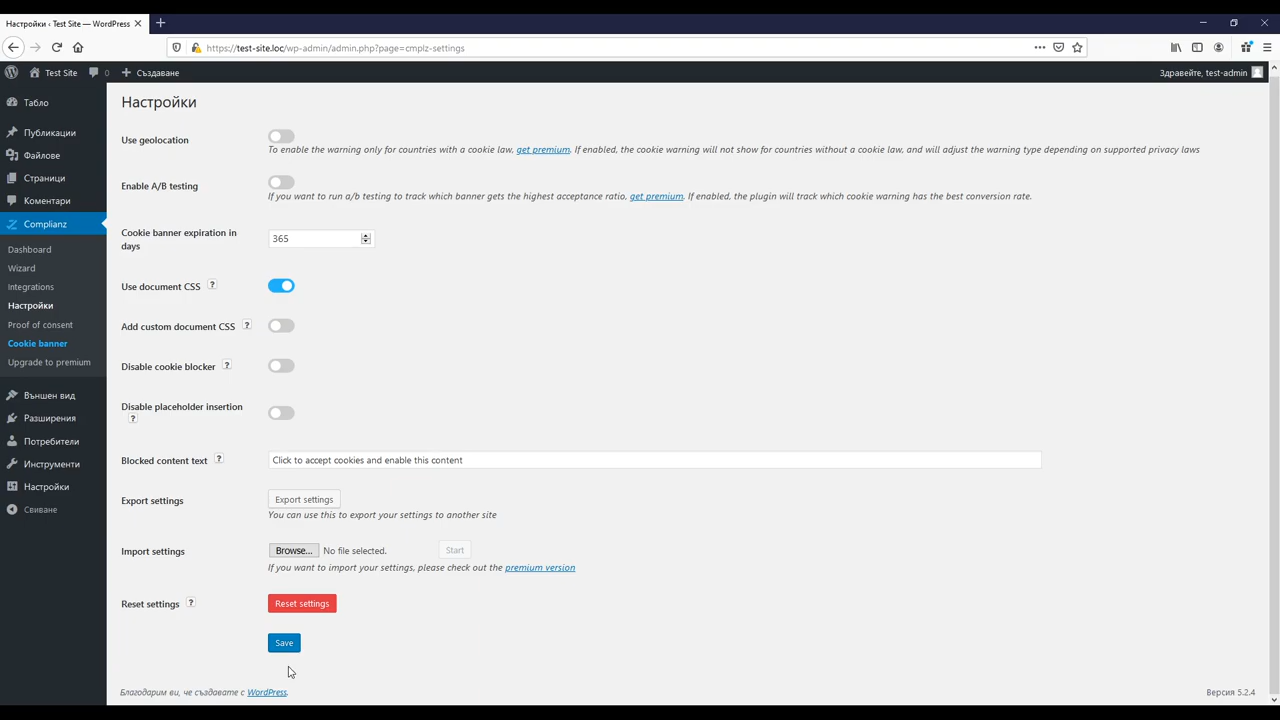 Настройки ‹ Test Site — WordPress
https://test-site.loc/wp-admin/admin.php?page=cmplz-settings
Test Site 0 Създаване Здравейте, test-admin
Табло
Публикации
Файлове
Страници
Коментари
Complianz
Dashboard
Wizard
Integrations
Настройки
Proof of consent
Cookie banner
Upgrade to premium
Външен вид
Разширения
Потребители
Инструменти
Настройки
Свиване
Настройки
Use geolocation
To enable the warning only for countries with a cookie law, get premium. If enabled, the cookie warning will not show for countries without a cookie law, and will adjust the warning type depending on supported privacy laws
Enable A/B testing
If you want to run a/b testing to track which banner gets the highest acceptance ratio, get premium. If enabled, the plugin will track which cookie warning has the best conversion rate.
Cookie banner expiration in
days
365
Use document CSS ?
Add custom document CSS ?
Disable cookie blocker ?
Disable placeholder insertion
?
Blocked content text ?
Click to accept cookies and enable this content
Export settings
Export settings
You can use this to export your settings to another site
Import settings
Browse... No file selected. Start
If you want to import your settings, please check out the premium version
Reset settings ?
Reset settings
Save
Благодарим ви, че създавате с WordPress.
Версия 5.2.4